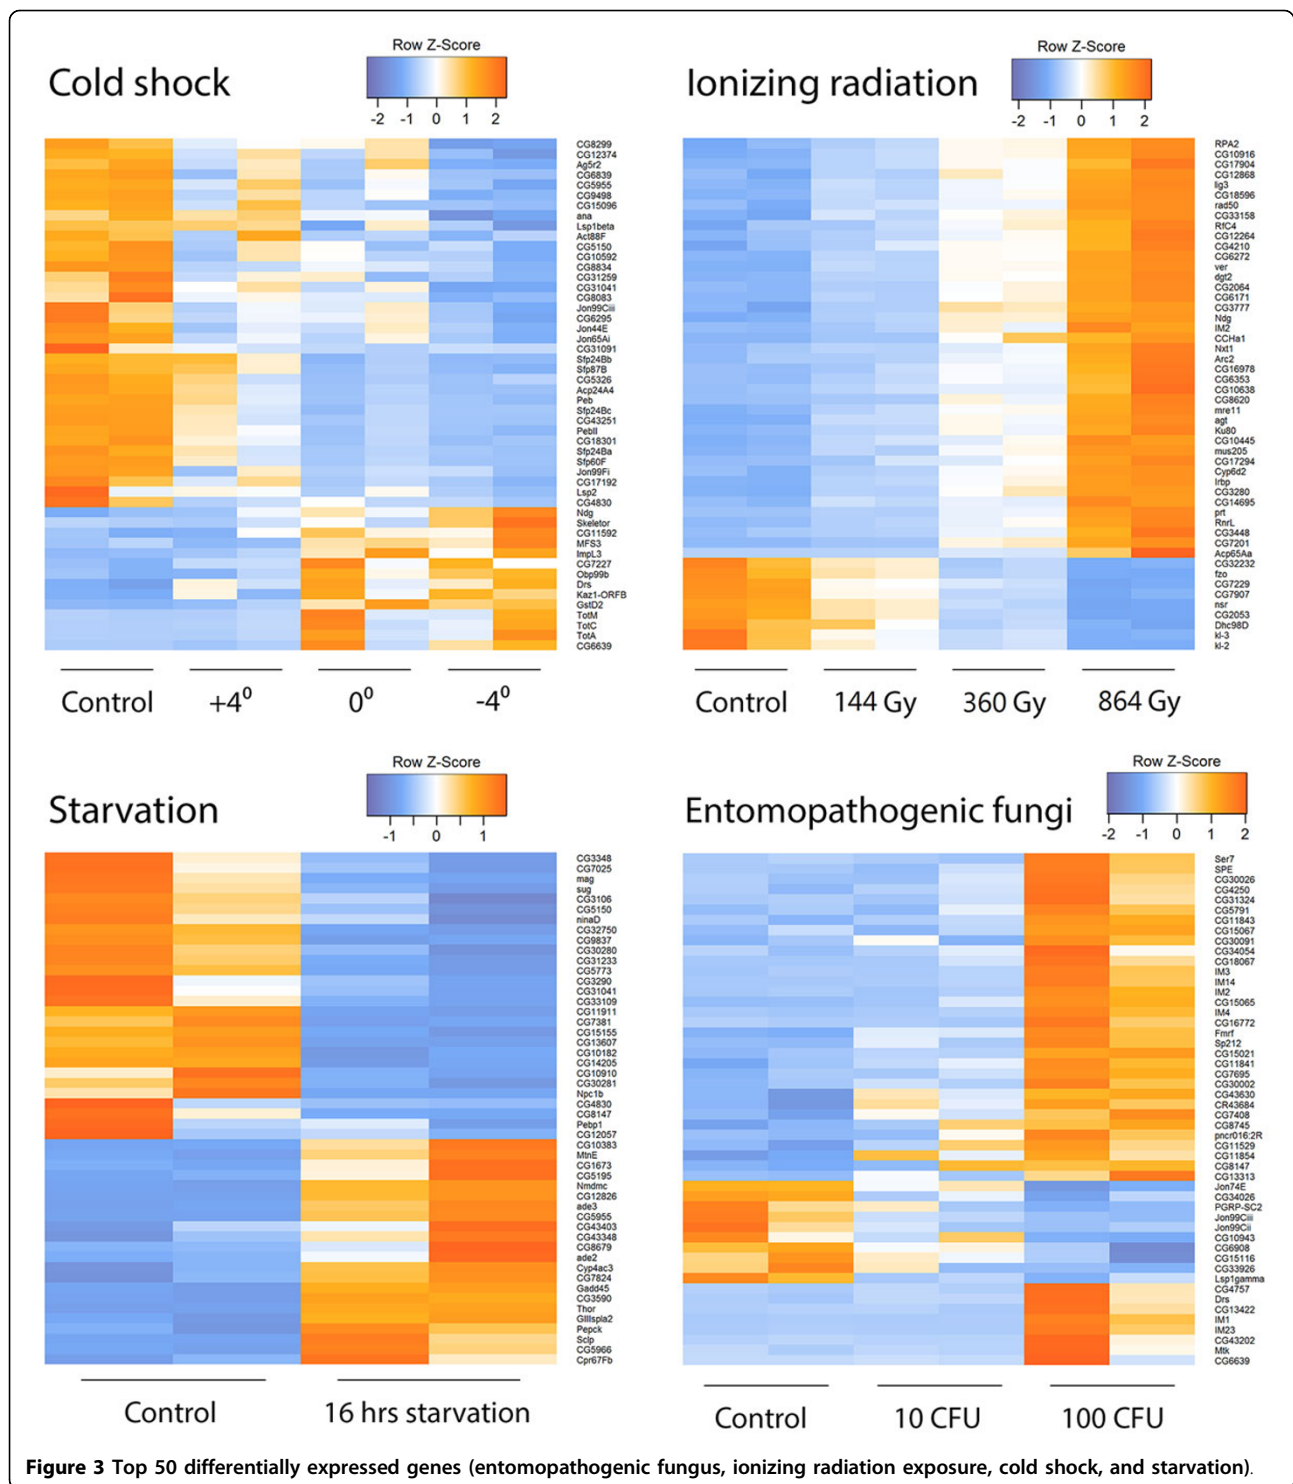 Cold shock
Row Z-Score
-2 -1 0 1 2
CG8299
CG12374
Ag5r2
CG6839
CG5955
CG9498
CG15096
ana
Lsp1beta
Act88F
CG5150
CG10592
CG8834
CG31259
CG31041
CG8083
Jon99Ciii
CG6295
Jon44E
Jon65Ai
CG31091
Sfp24Bb
Sfp87B
CG5326
Acp24A4
Peb
Sfp24Bc
CG43251
PebII
CG18301
Sfp24Ba
Sfp60F
Jon99Fi
CG17192
Lsp2
CG4830
Ndg
Skeletor
CG11592
MFS3
ImpL3
CG7227
Obp99b
Drs
Kaz1-ORFB
GstD2
TotM
TotC
TotA
CG6639
Control +4⁰ 0⁰ -4⁰
Ionizing radiation
Row Z-Score
-2 -1 0 1 2
RPA2
CG10916
CG17904
CG12868
lig3
CG18596
rad50
CG33158
RfC4
CG12264
CG4210
CG6272
ver
dgt2
CG2064
CG6171
CG3777
Ndg
IM2
CCHa1
Nxt1
Arc2
CG16978
CG6353
CG10638
CG8620
mre11
agt
Ku80
CG10445
mus205
CG17294
Cyp6d2
Irbp
CG3280
CG14695
prt
RnrL
CG3448
CG7201
Acp65Aa
CG32232
fzo
CG7229
CG7907
nsr
CG2053
Dhc98D
kl-3
kl-2
Control 144 Gy 360 Gy 864 Gy
Starvation
Row Z-Score
-1 0 1
CG3348
CG7025
mag
sug
CG3106
CG5150
ninaD
CG32750
CG9837
CG30280
CG31233
CG5773
CG3290
CG31041
CG33109
CG11911
CG7381
CG15155
CG13607
CG10182
CG14205
CG10910
CG30281
Npc1b
CG4830
CG8147
Pebp1
CG12057
CG10383
MtnE
CG1673
CG5195
Nmdmc
CG12826
ade3
CG5955
CG43403
CG43348
CG8679
ade2
Cyp4ac3
CG7824
Gadd45
CG3590
Thor
GIIIspla2
Pepck
Sclp
CG5966
Cpr67Fb
Control 16 hrs starvation
Entomopathogenic fungi
Row Z-Score
-2 -1 0 1 2
Ser7
SPE
CG30026
CG4250
CG31324
CG5791
CG11843
CG15067
CG30091
CG34054
CG18067
IM3
IM14
IM2
CG15065
IM4
CG16772
Fmrf
Sp212
CG15021
CG11841
CG7695
CG30002
CG43630
CR43684
CG7408
CG8745
pncr016:2R
CG11529
CG11854
CG8147
CG13313
Jon74E
CG34026
PGRP-SC2
Jon99Ciii
Jon99Cii
CG10943
CG6908
CG15116
CG33926
Lsp1gamma
CG4757
Drs
CG13422
IM1
IM23
CG43202
Mtk
CG6639
Control 10 CFU 100 CFU
Figure 3 Top 50 differentially expressed genes (entomopathogenic fungus, ionizing radiation exposure, cold shock, and starvation).